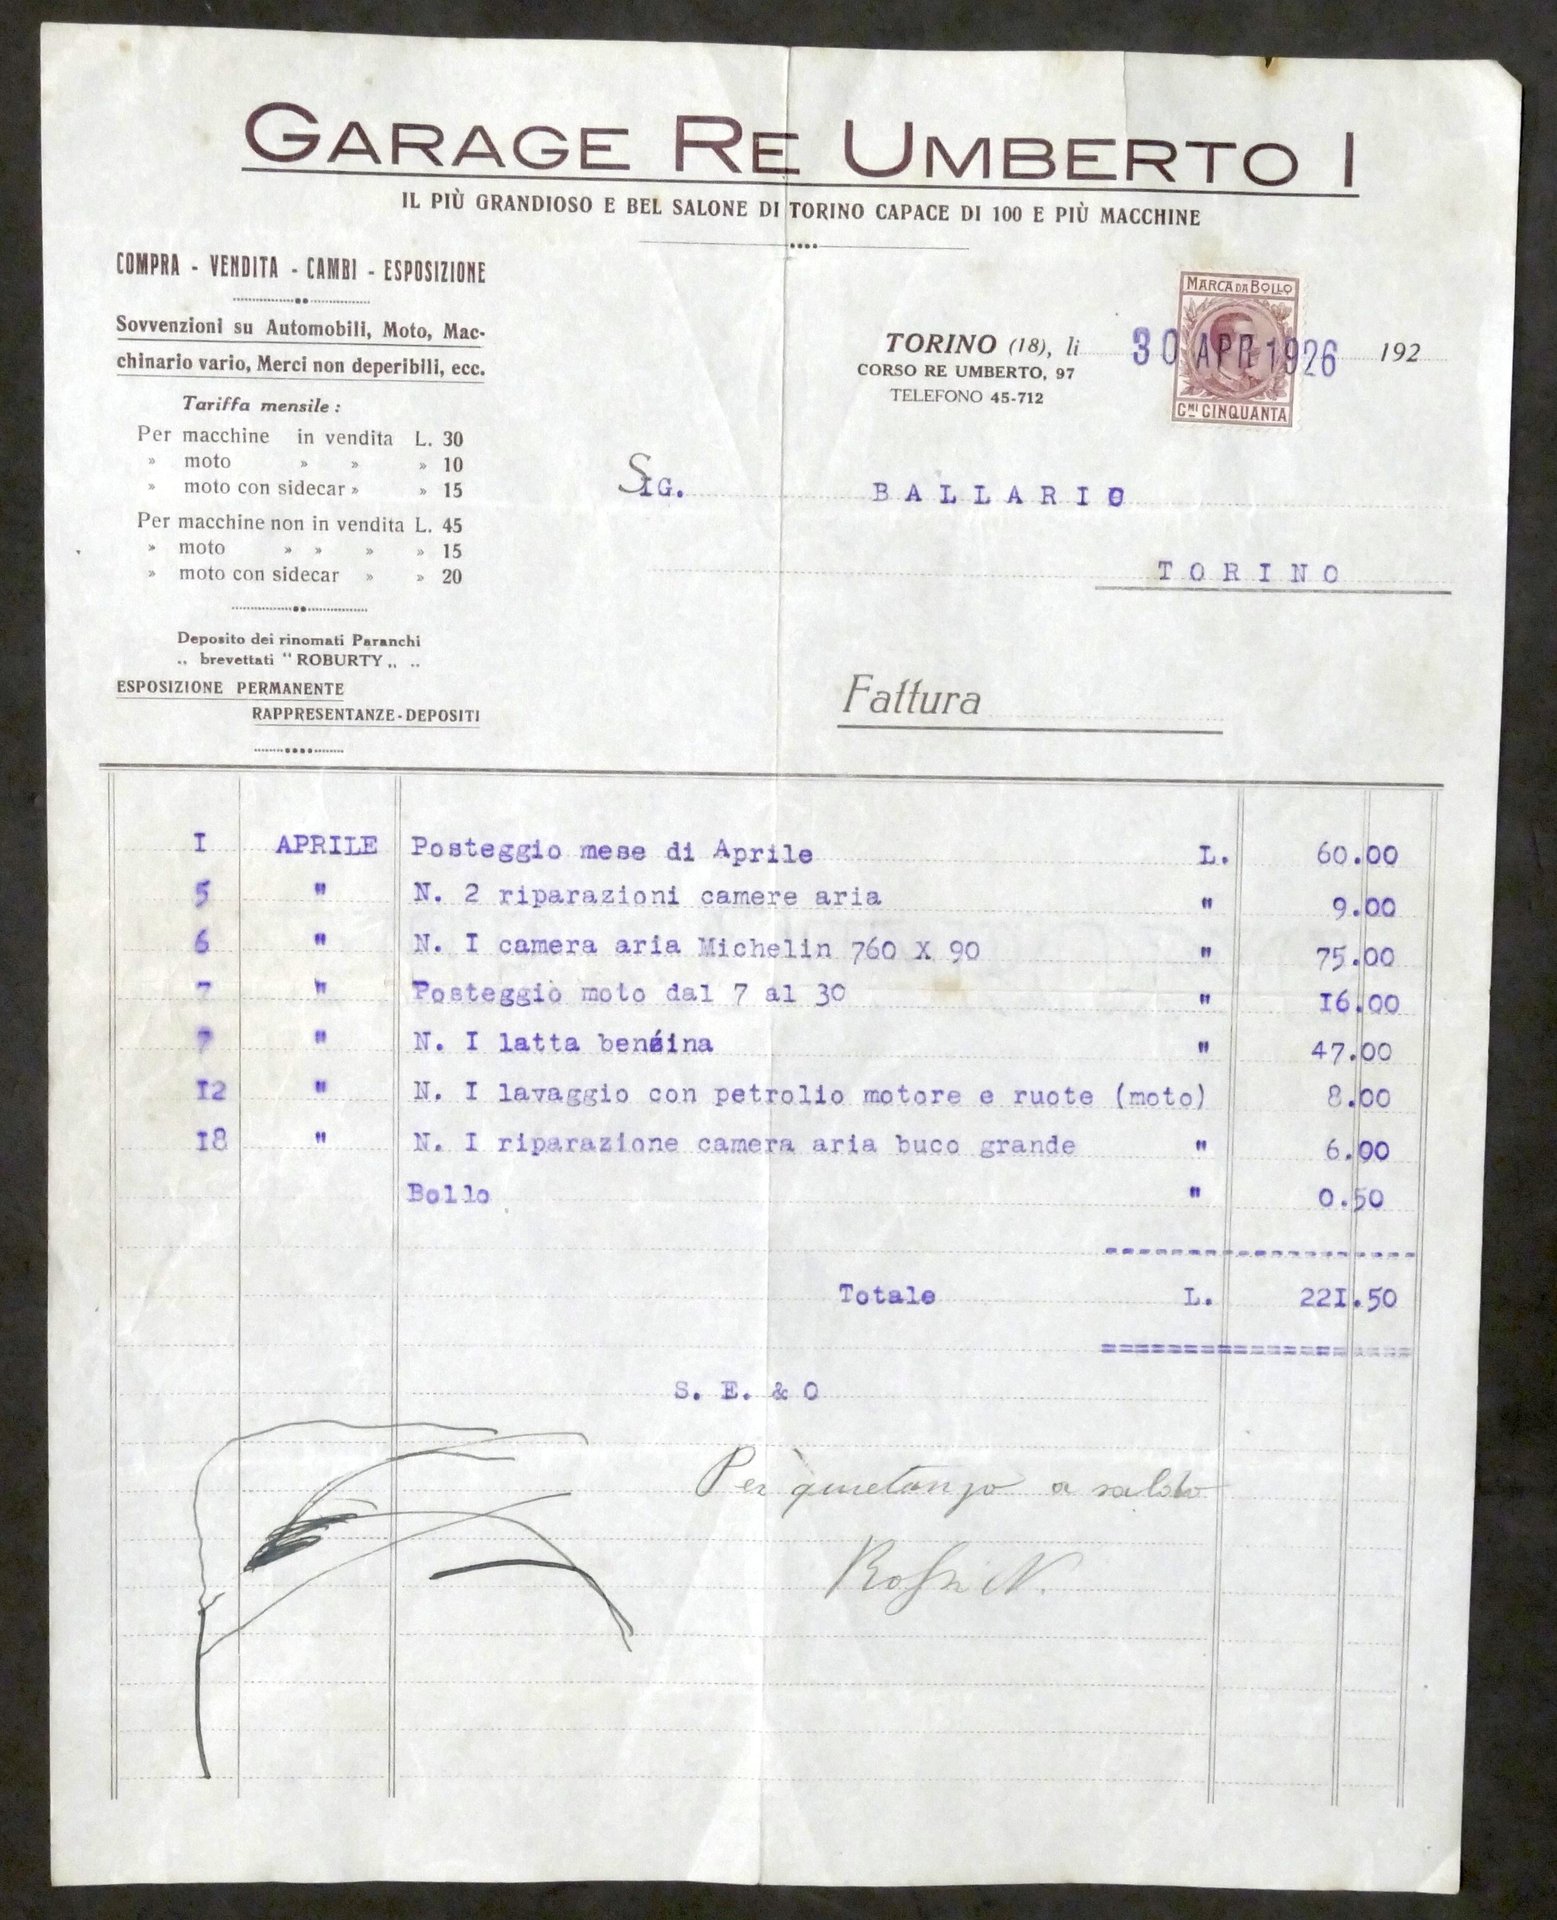 GARAGE RE UMBERTO I
IL PIÙ GRANDIOSO E BEL SALONE DI TORINO CAPACE DI 100 E PIÙ MACCHINE
COMPRA - VENDITA - CAMBI - ESPOSIZIONE
Sovvenzioni su Automobili, Moto, Mac-
chinario vario, Merci non deperibili, ecc.
Tariffa mensile :
Per macchine in vendita L. 30
» moto » » » 10
» moto con sidecar » » 15
Per macchine non in vendita L. 45
» moto » » » » 15
» moto con sidecar » » 20
Deposito dei rinomati Paranchi
,, brevettati " ROBURTY ,, ,,
ESPOSIZIONE PERMANENTE
RAPPRESENTANZE - DEPOSITI
MARCA DA BOLLO
TORINO (18), li 30 APR 1926 192
CORSO RE UMBERTO, 97
TELEFONO 45-712
CMI CINQUANTA
SIG. BALLARIO
TORINO
Fattura
I APRILE Posteggio mese di Aprile L. 60.00
5 " N. 2 riparazioni camere aria " 9.00
6 " N. I camera aria Michelin 760 X 90 " 75.00
7 " Posteggio moto dal 7 al 30 " I6.00
7 " N. I latta benzina " 47.00
I2 " N. I lavaggio con petrolio motore e ruote (moto) 8.00
I8 " N. I riparazione camera aria buco grande " 6.00
Bollo " 0.50
Totale L. 22I.50
S. E. & O
Per quietanza a saldo